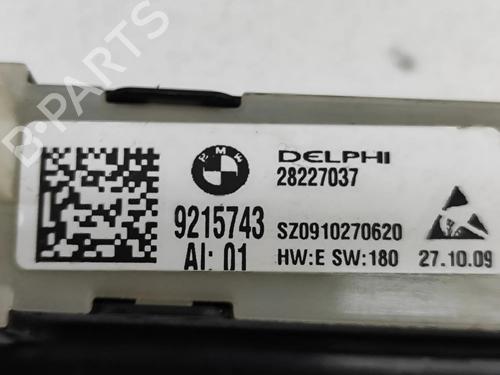 B-PARTS
BMW
DELPHI
28227037
9215743
SZ0910270620
AI: 01
HW:E SW:180
27.10.09